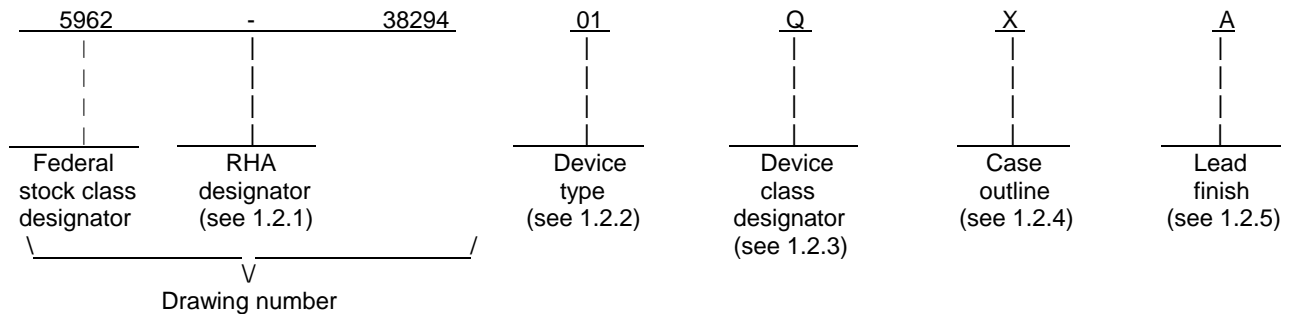 5962 - 38294 01 Q X A
Federal RHA Device Device Case Lead
stock class designator type class outline finish
designator (see 1.2.1) (see 1.2.2) designator (see 1.2.4) (see 1.2.5)
(see 1.2.3)
Drawing number